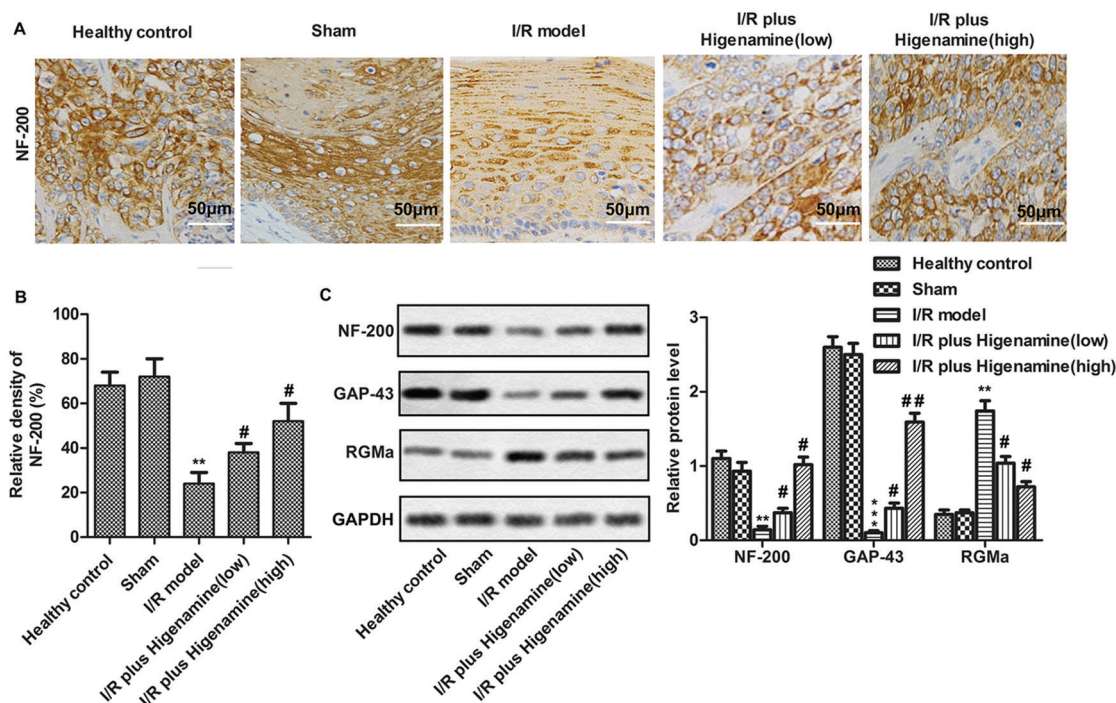 A
Healthy control
Sham
I/R model
I/R plus
Higenamine(low)
I/R plus
Higenamine(high)
NF-200
50μm
50μm
50μm
50μm
50μm
B
Relative density of
NF-200 (%)
100
80
60
40
20
0
**
#
#
Healthy control
Sham
I/R model
I/R plus Higenamine(low)
I/R plus Higenamine(high)
C
NF-200
GAP-43
RGMa
GAPDH
Healthy control
Sham
I/R model
I/R plus Higenamine(low)
I/R plus Higenamine(high)
Healthy control
Sham
I/R model
I/R plus Higenamine(low)
I/R plus Higenamine(high)
Relative protein level
3
2
1
0
**
#
#
***
#
##
**
#
#
NF-200
GAP-43
RGMa